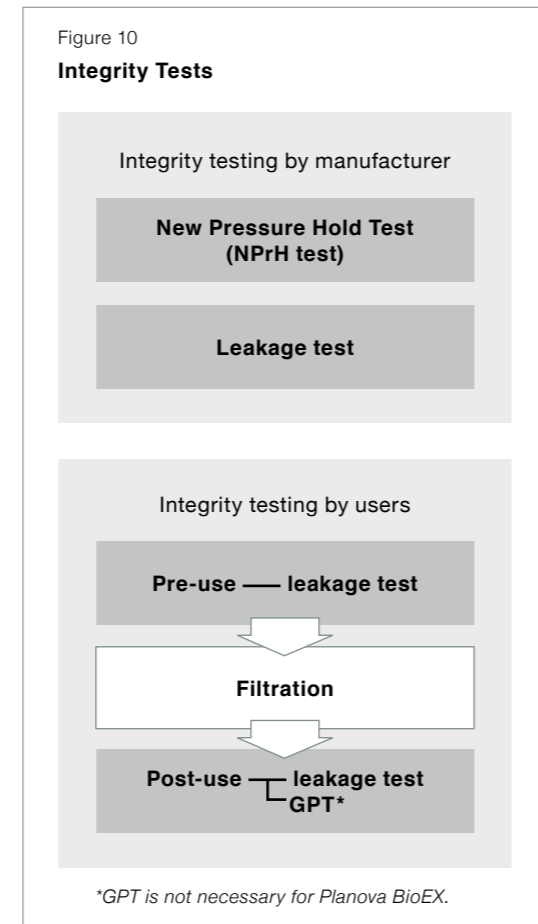 Figure 10
Integrity Tests
Integrity testing by manufacturer
New Pressure Hold Test
(NPrH test)
Leakage test
Integrity testing by users
Pre-use — leakage test
Filtration
Post-use — leakage test
GPT*
*GPT is not necessary for Planova BioEX.